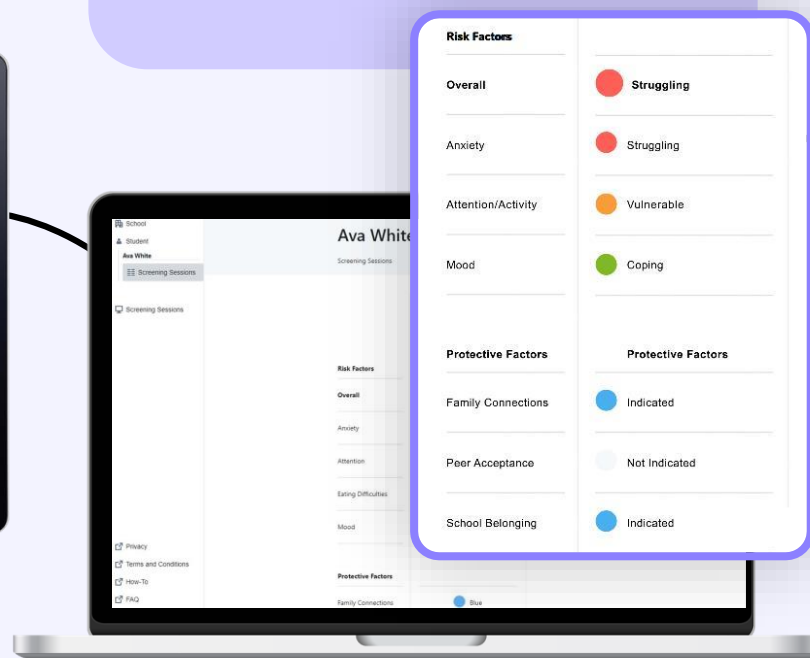 Risk Factors
Overall Struggling
Anxiety Struggling
Attention/Activity Vulnerable
Mood Coping
Protective Factors Protective Factors
Family Connections Indicated
Peer Acceptance Not Indicated
School Belonging Indicated
School
Student
Ava White
Screening Sessions
Screening Sessions
Privacy
Terms and Conditions
How-To
FAQ
Ava White
Screening Sessions
Risk Factors
Overall
Anxiety
Attention
Eating Difficulties
Mood
Protective Factors
Family Connections Blue